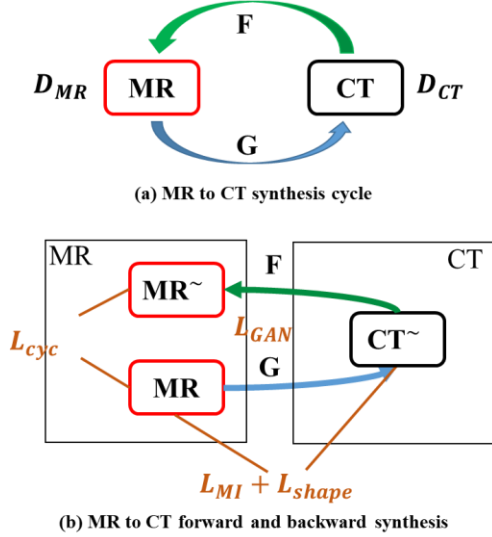 F
D_MR MR CT D_CT
G
(a) MR to CT synthesis cycle
MR CT
F
MR~
L_cyc L_GAN CT~
G
MR
L_MI + L_shape
(b) MR to CT forward and backward synthesis